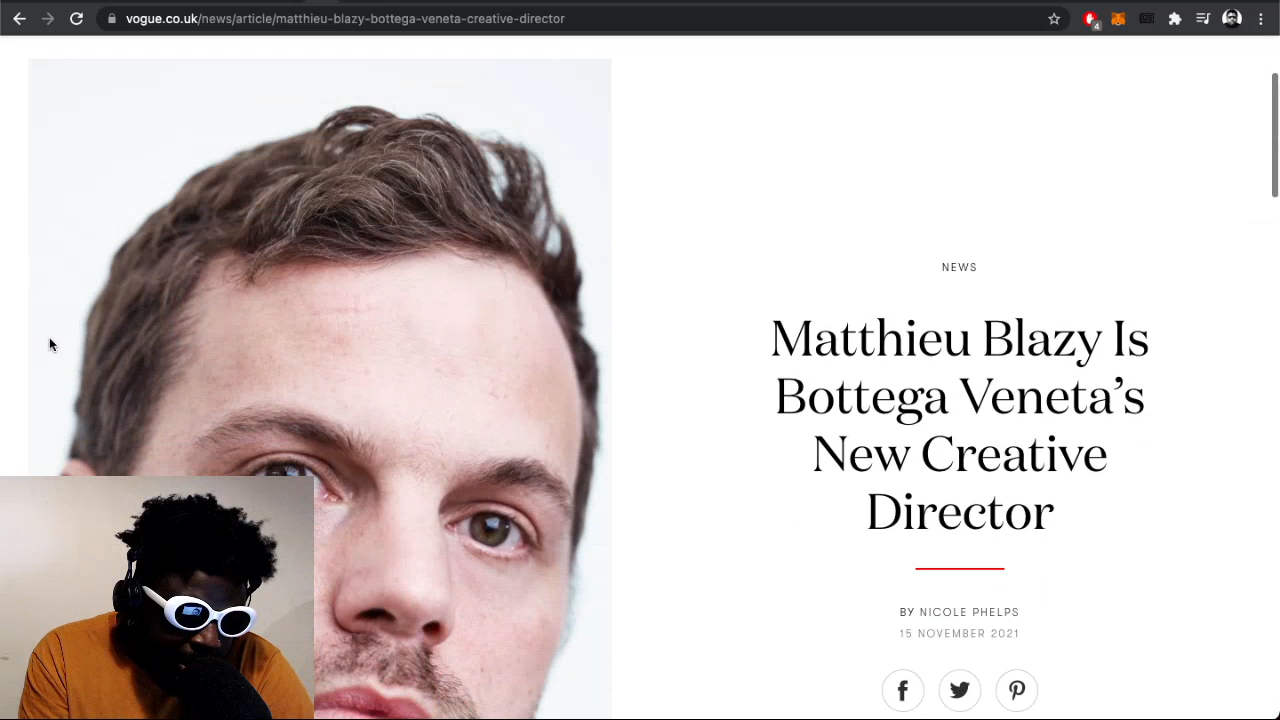 vogue.co.uk/news/article/matthieu-blazy-bottega-veneta-creative-director
4
NEWS
Matthieu Blazy Is
Bottega Veneta’s
New Creative
Director
BY NICOLE PHELPS
15 NOVEMBER 2021